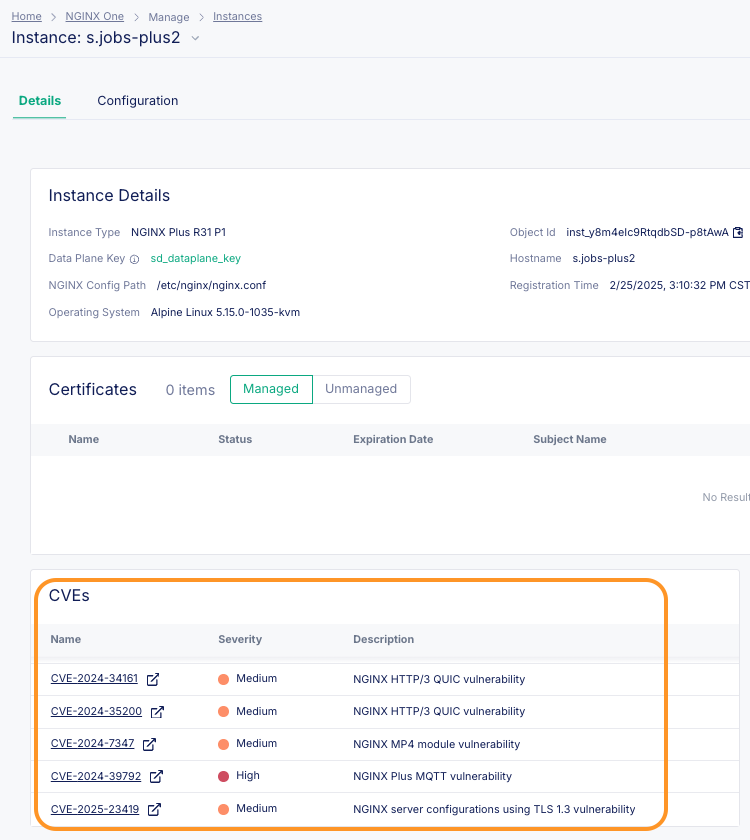 Home > NGINX One > Manage > Instances
Instance: s.jobs-plus2
Details Configuration
Instance Details
Instance Type NGINX Plus R31 P1 Object Id inst_y8m4eIc9RtqdbSD-p8tAwA
Data Plane Key sd_dataplane_key Hostname s.jobs-plus2
NGINX Config Path /etc/nginx/nginx.conf Registration Time 2/25/2025, 3:10:32 PM CST
Operating System Alpine Linux 5.15.0-1035-kvm
Certificates 0 items Managed Unmanaged
Name Status Expiration Date Subject Name
No Result
CVEs
Name Severity Description
CVE-2024-34161 Medium NGINX HTTP/3 QUIC vulnerability
CVE-2024-35200 Medium NGINX HTTP/3 QUIC vulnerability
CVE-2024-7347 Medium NGINX MP4 module vulnerability
CVE-2024-39792 High NGINX Plus MQTT vulnerability
CVE-2025-23419 Medium NGINX server configurations using TLS 1.3 vulnerability